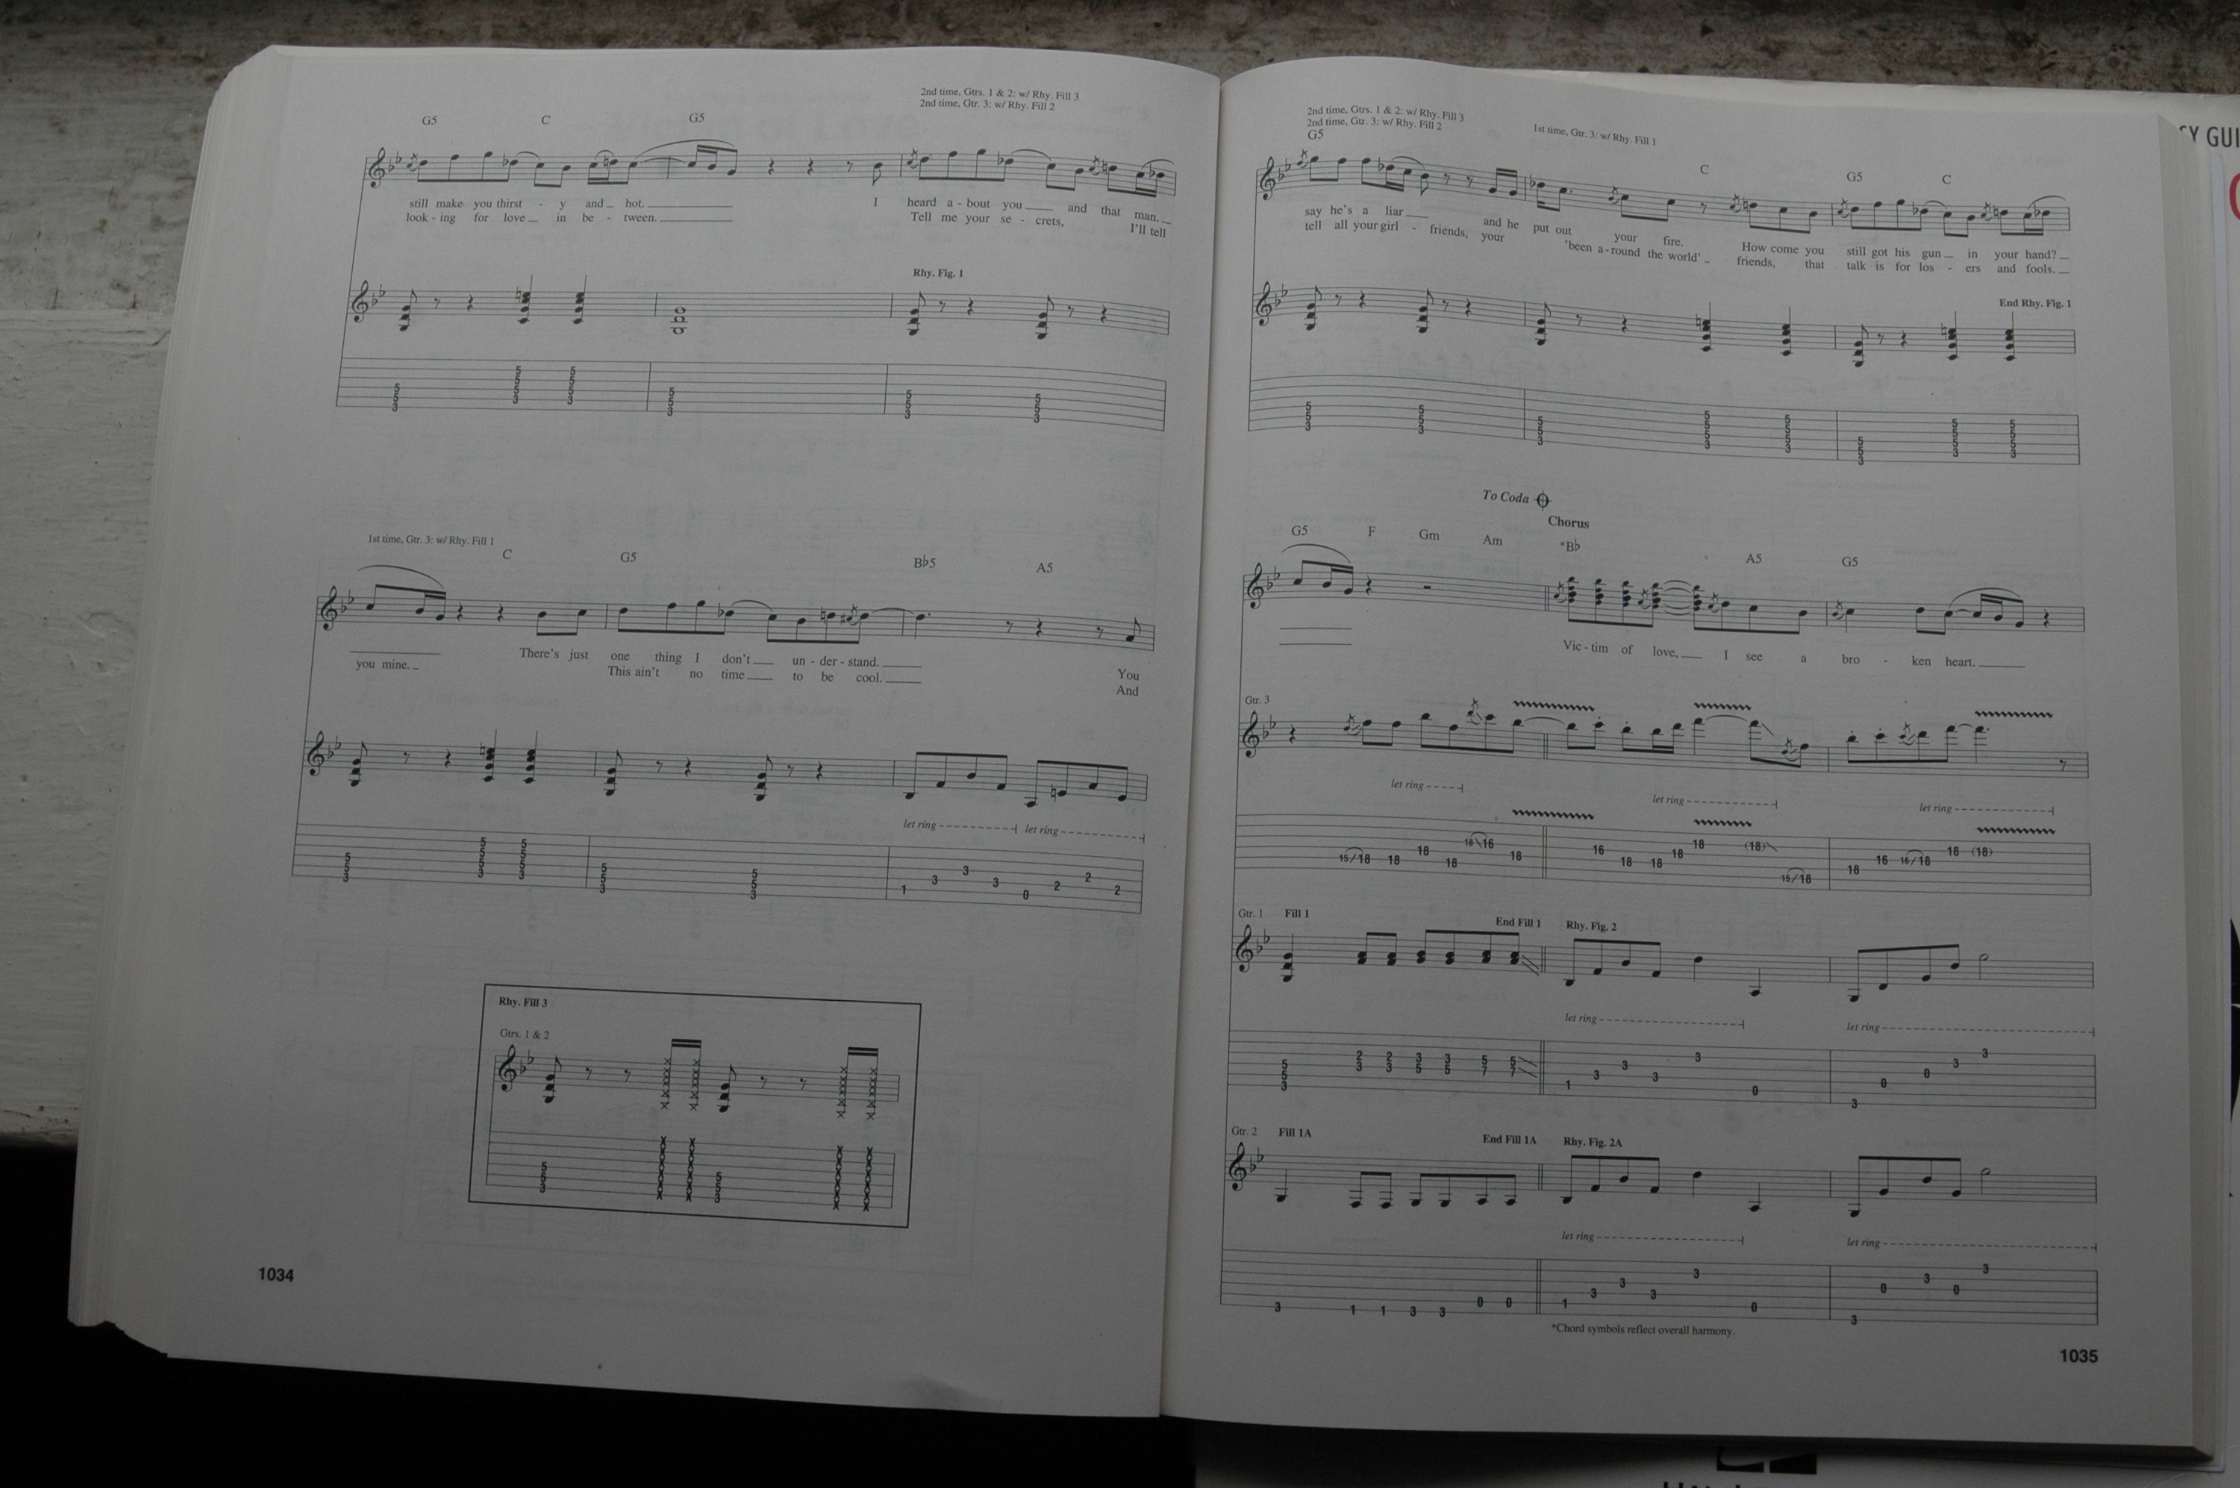 2nd time, Gtrs. 1 & 2: w/ Rhy. Fill 3
2nd time, Gtr. 3: w/ Rhy. Fill 2
G5 C G5
still make you thirst - y and hot. I heard a - bout you and that man.
look - ing for love in be - tween. Tell me your se - crets, I'll tell
Rhy. Fig. 1
5 5 3
5 5 5 3
5 5 5 3
5 5 3
5 5 3
5 5 3
1st time, Gtr. 3: w/ Rhy. Fill 1
C G5 B♭5 A5
There's just one thing I don't un - der - stand. You
you mine. This ain't no time to be cool. And
let ring let ring
5 5 3
5 5 5 3
5 5 5 3
5 5 3
5 5 3
1 3 3 3 0 2 2 2
Rhy. Fill 3
Gtrs. 1 & 2
5 5 3
x x x x x x
x x x x x x
5 5 3
x x x x x x
x x x x x x
1034
2nd time, Gtrs. 1 & 2: w/ Rhy. Fill 3
2nd time, Gtr. 3: w/ Rhy. Fill 2
1st time, Gtr. 3: w/ Rhy. Fill 1
G5 C G5 C
say he's a liar and he put out your fire. How come you still got his gun in your hand?
tell all your girl - friends, your 'been a - round the world' friends, that talk is for los - ers and fools.
End Rhy. Fig. 1
5 5 3
5 5 3
5 5 3
5 5 5 3
5 5 5 3
5 5 3
5 5 5 3
5 5 5 3
To Coda
Chorus
G5 F Gm Am *B♭ A5 G5
Vic - tim of love, I see a bro - ken heart.
Gtr. 3
let ring let ring let ring
15/18 18 18 18 18 16 18 16 18 18 18 18 (18) 15/18 18 16 16/18 18 (18)
Gtr. 1 Fill 1 End Fill 1 Rhy. Fig. 2
let ring let ring
5 5 3
2 3
2 3
3 5
3 5
5 7
5 7
1 3 3 3 3 0 3 0 0 3 3
Gtr. 2 Fill 1A End Fill 1A Rhy. Fig. 2A
let ring let ring
3 1 1 3 3 0 0 1 3 3 3 3 0 3 0 3 0 3
*Chord symbols reflect overall harmony.
1035
Y GUI